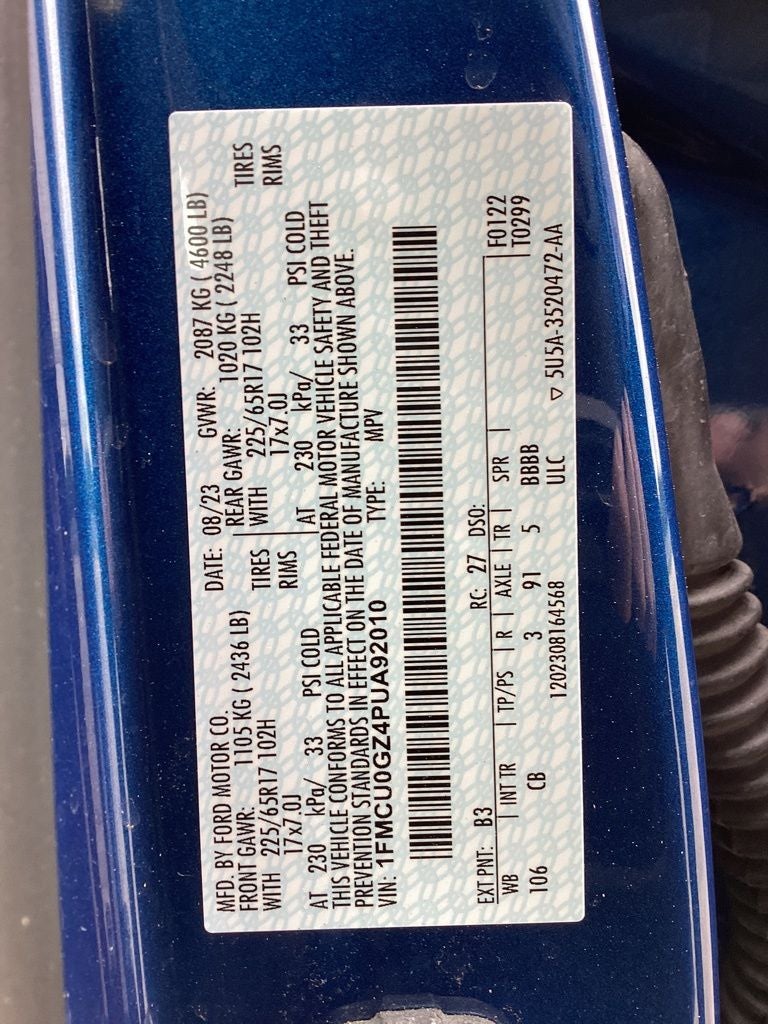 MFD. BY FORD MOTOR CO.
DATE: 08/23 GVWR: 2087 KG ( 4600 LB)
FRONT GAWR: 1105 KG ( 2436 LB) REAR GAWR: 1020 KG ( 2248 LB)
WITH 225/65R17 102H TIRES WITH 225/65R17 102H TIRES
17x7.0J RIMS 17x7.0J RIMS
AT 230 kPa/ 33 PSI COLD AT 230 kPa/ 33 PSI COLD
THIS VEHICLE CONFORMS TO ALL APPLICABLE FEDERAL MOTOR VEHICLE SAFETY AND THEFT
PREVENTION STANDARDS IN EFFECT ON THE DATE OF MANUFACTURE SHOWN ABOVE.
VIN: 1FMCU0GZ4PUA92010 TYPE: MPV
EXT PNT: B3 RC: 27 DSO: F0122
WB | INT TR | TP/PS | R | AXLE | TR | SPR | T0299
106 CB 3 91 5 BBBB
1202308164568 ULC ▽ 5U5A-3520472-AA